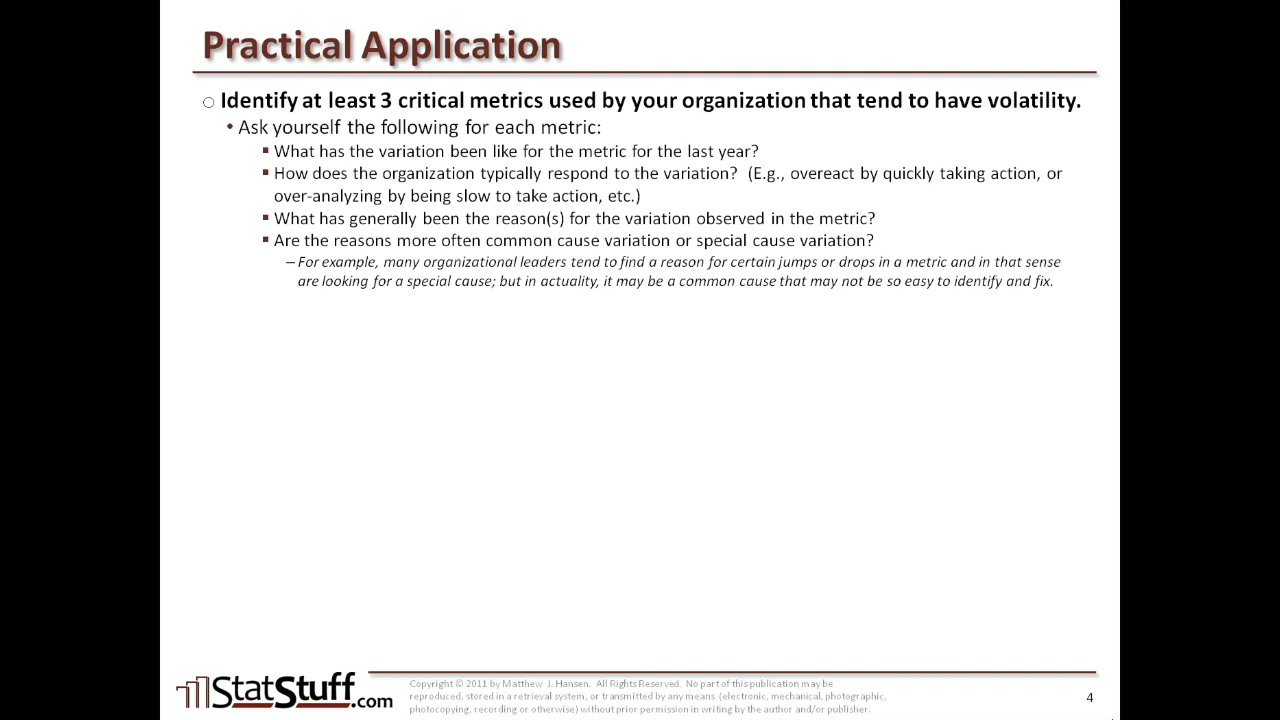 Practical Application
○ Identify at least 3 critical metrics used by your organization that tend to have volatility.
• Ask yourself the following for each metric:
▪ What has the variation been like for the metric for the last year?
▪ How does the organization typically respond to the variation?  (E.g., overeact by quickly taking action, or
over-analyzing by being slow to take action, etc.)
▪ What has generally been the reason(s) for the variation observed in the metric?
▪ Are the reasons more often common cause variation or special cause variation?
– For example, many organizational leaders tend to find a reason for certain jumps or drops in a metric and in that sense
are looking for a special cause; but in actuality, it may be a common cause that may not be so easy to identify and fix.
StatStuff.com
Copyright © 2011 by Matthew J. Hansen.  All Rights Reserved.  No part of this publication may be
reproduced, stored in a retrieval system, or transmitted by any means (electronic, mechanical, photographic,
photocopying, recording or otherwise) without prior permission in writing by the author and/or publisher.
4